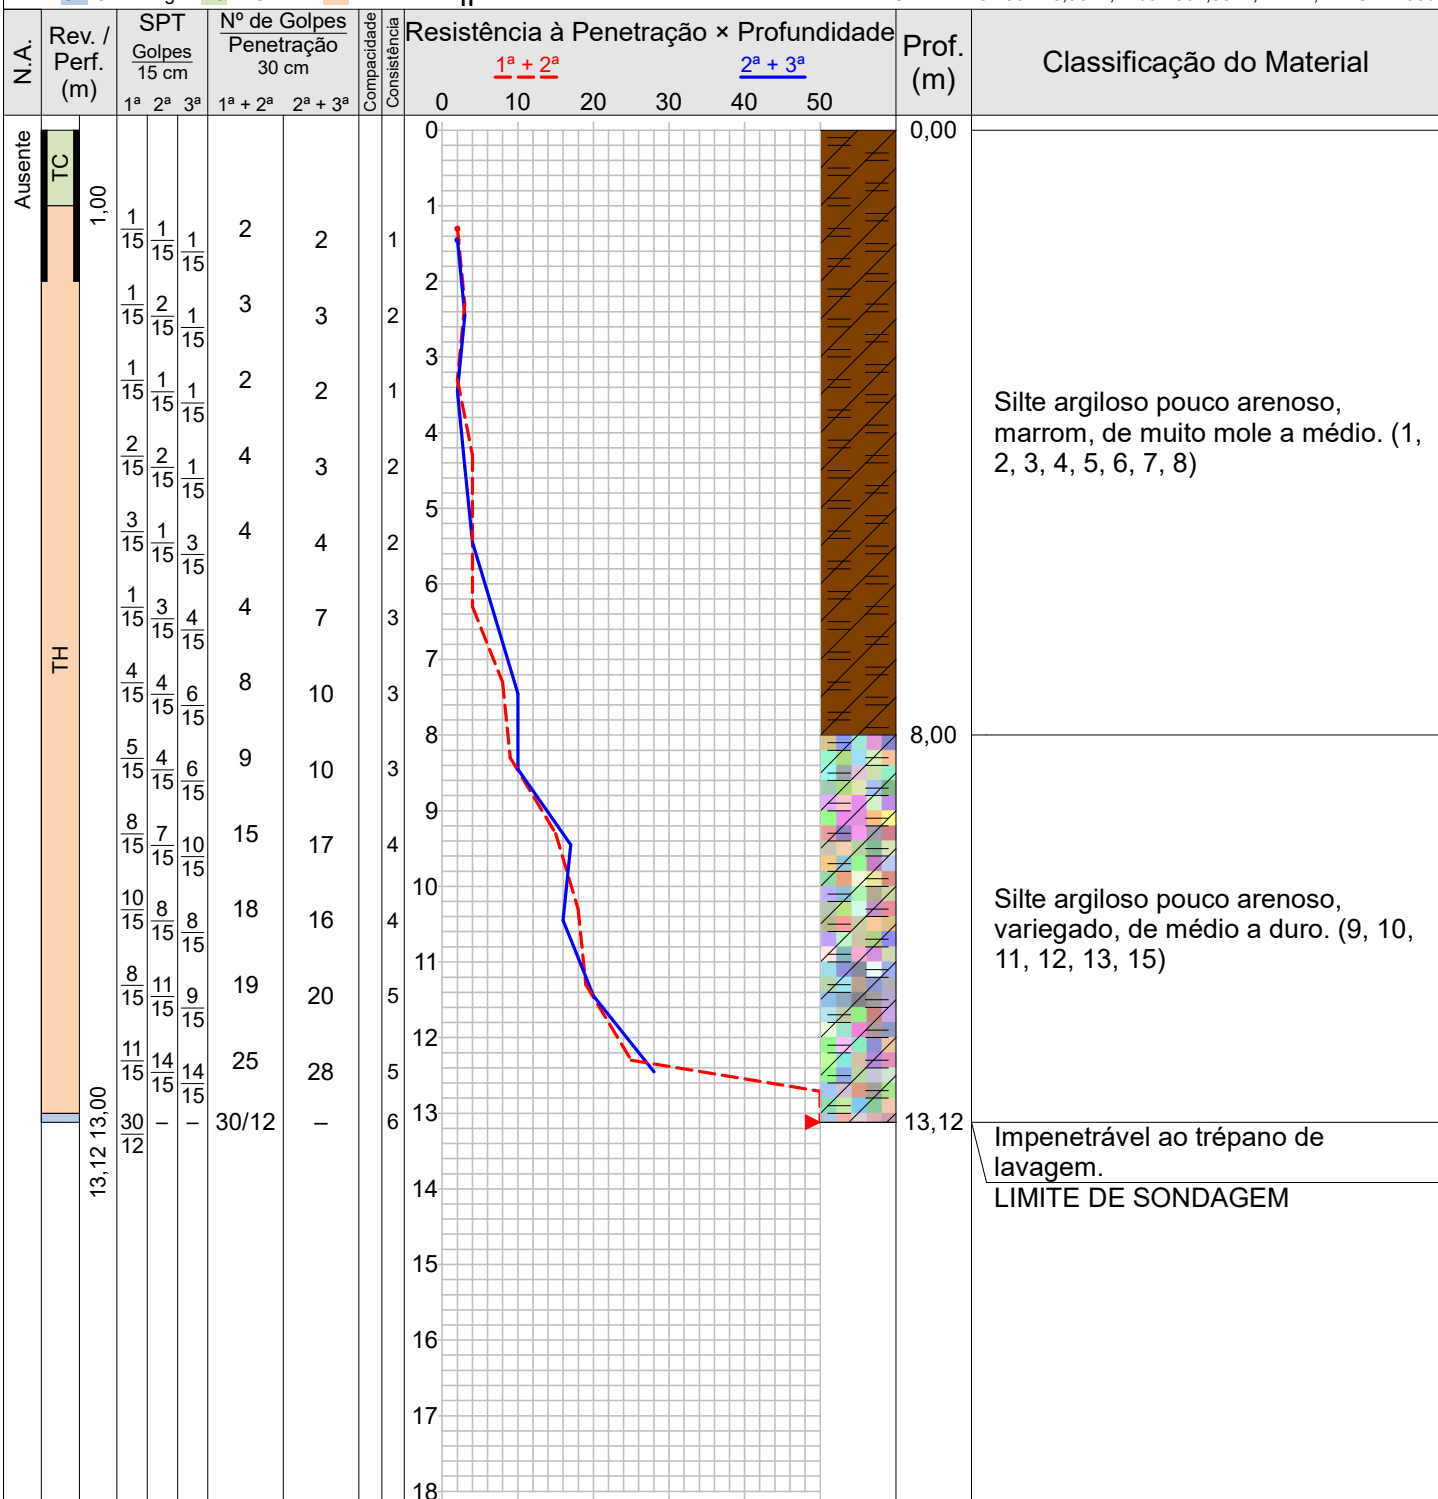 N.A.
Rev. /
Perf.
(m)
SPT
Golpes
15 cm
1ª 2ª 3ª
Nº de Golpes
Penetração
30 cm
1ª + 2ª 2ª + 3ª
Compacidade
Consistência
Resistência à Penetração × Profundidade
1ª + 2ª 2ª + 3ª
0 10 20 30 40 50
Prof.
(m)
Classificação do Material
Ausente
TC
1,00
TH
13,00
13,12
1/15 1/15 1/15 2 2 1
1/15 2/15 1/15 3 3 2
1/15 1/15 1/15 2 2 1
2/15 2/15 1/15 4 3 2
3/15 1/15 3/15 4 4 2
1/15 3/15 4/15 4 7 3
4/15 4/15 6/15 8 10 3
5/15 4/15 6/15 9 10 3
8/15 7/15 10/15 15 17 4
10/15 8/15 8/15 18 16 4
8/15 11/15 9/15 19 20 5
11/15 14/15 14/15 25 28 5
30/12 – – 30/12 – 6
0
1
2
3
4
5
6
7
8
9
10
11
12
13
14
15
16
17
18
0,00
8,00
13,12
Silte argiloso pouco arenoso,
marrom, de muito mole a médio. (1,
2, 3, 4, 5, 6, 7, 8)
Silte argiloso pouco arenoso,
variegado, de médio a duro. (9, 10,
11, 12, 13, 15)
Impenetrável ao trépano de
lavagem.
LIMITE DE SONDAGEM